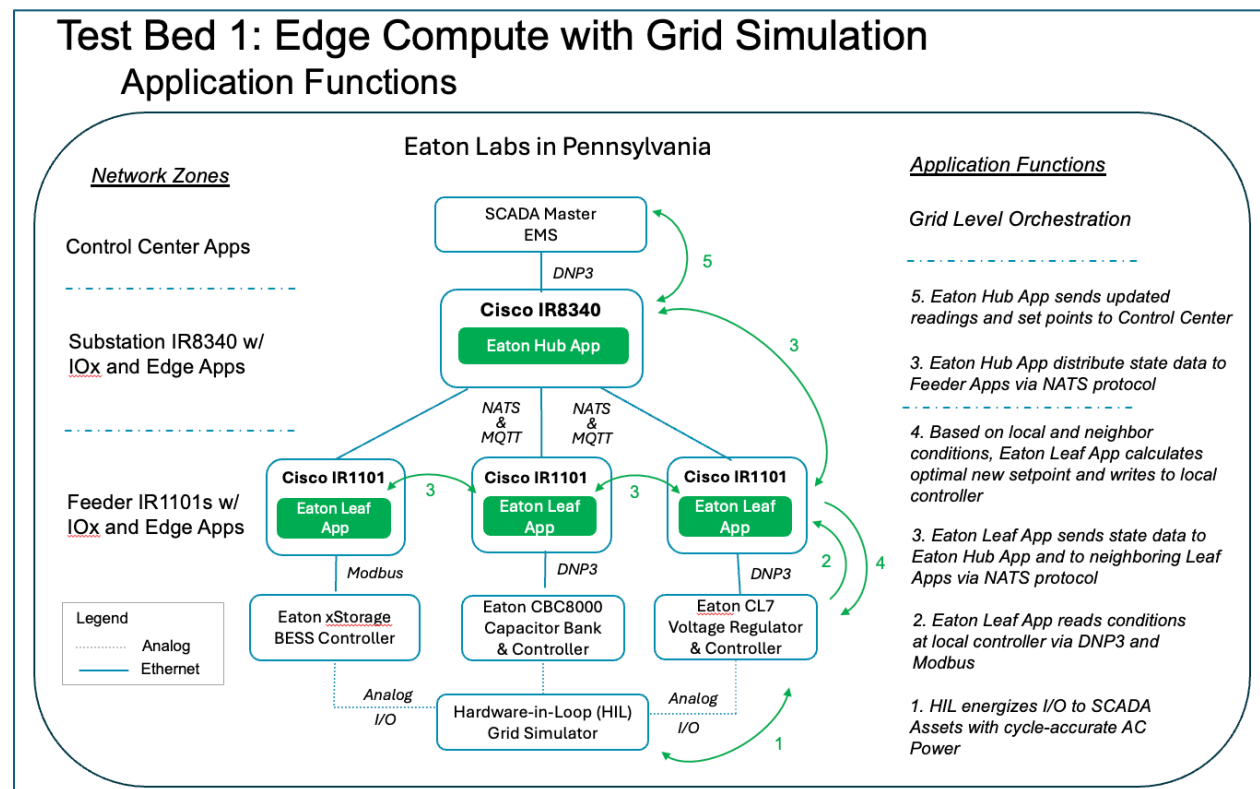 Test Bed 1: Edge Compute with Grid Simulation
Application Functions
Eaton Labs in Pennsylvania
Network Zones
Control Center Apps
Substation IR8340 w/
IOx and Edge Apps
Feeder IR1101s w/
IOx and Edge Apps
Legend
Analog
Ethernet
SCADA Master
EMS
DNP3
5
Cisco IR8340
Eaton Hub App
3
NATS
&
MQTT
NATS
&
MQTT
Cisco IR1101
Eaton Leaf
App
3
Cisco IR1101
Eaton Leaf
App
3
Cisco IR1101
Eaton Leaf
App
2
4
Modbus
DNP3
DNP3
Eaton xStorage
BESS Controller
Eaton CBC8000
Capacitor Bank
& Controller
Eaton CL7
Voltage Regulator
& Controller
Analog
I/O
Hardware-in-Loop (HIL)
Grid Simulator
Analog
I/O
1
Application Functions
Grid Level Orchestration
5. Eaton Hub App sends updated
readings and set points to Control Center
3. Eaton Hub App distribute state data to
Feeder Apps via NATS protocol
4. Based on local and neighbor
conditions, Eaton Leaf App calculates
optimal new setpoint and writes to local
controller
3. Eaton Leaf App sends state data to
Eaton Hub App and to neighboring Leaf
Apps via NATS protocol
2. Eaton Leaf App reads conditions
at local controller via DNP3 and
Modbus
1. HIL energizes I/O to SCADA
Assets with cycle-accurate AC
Power